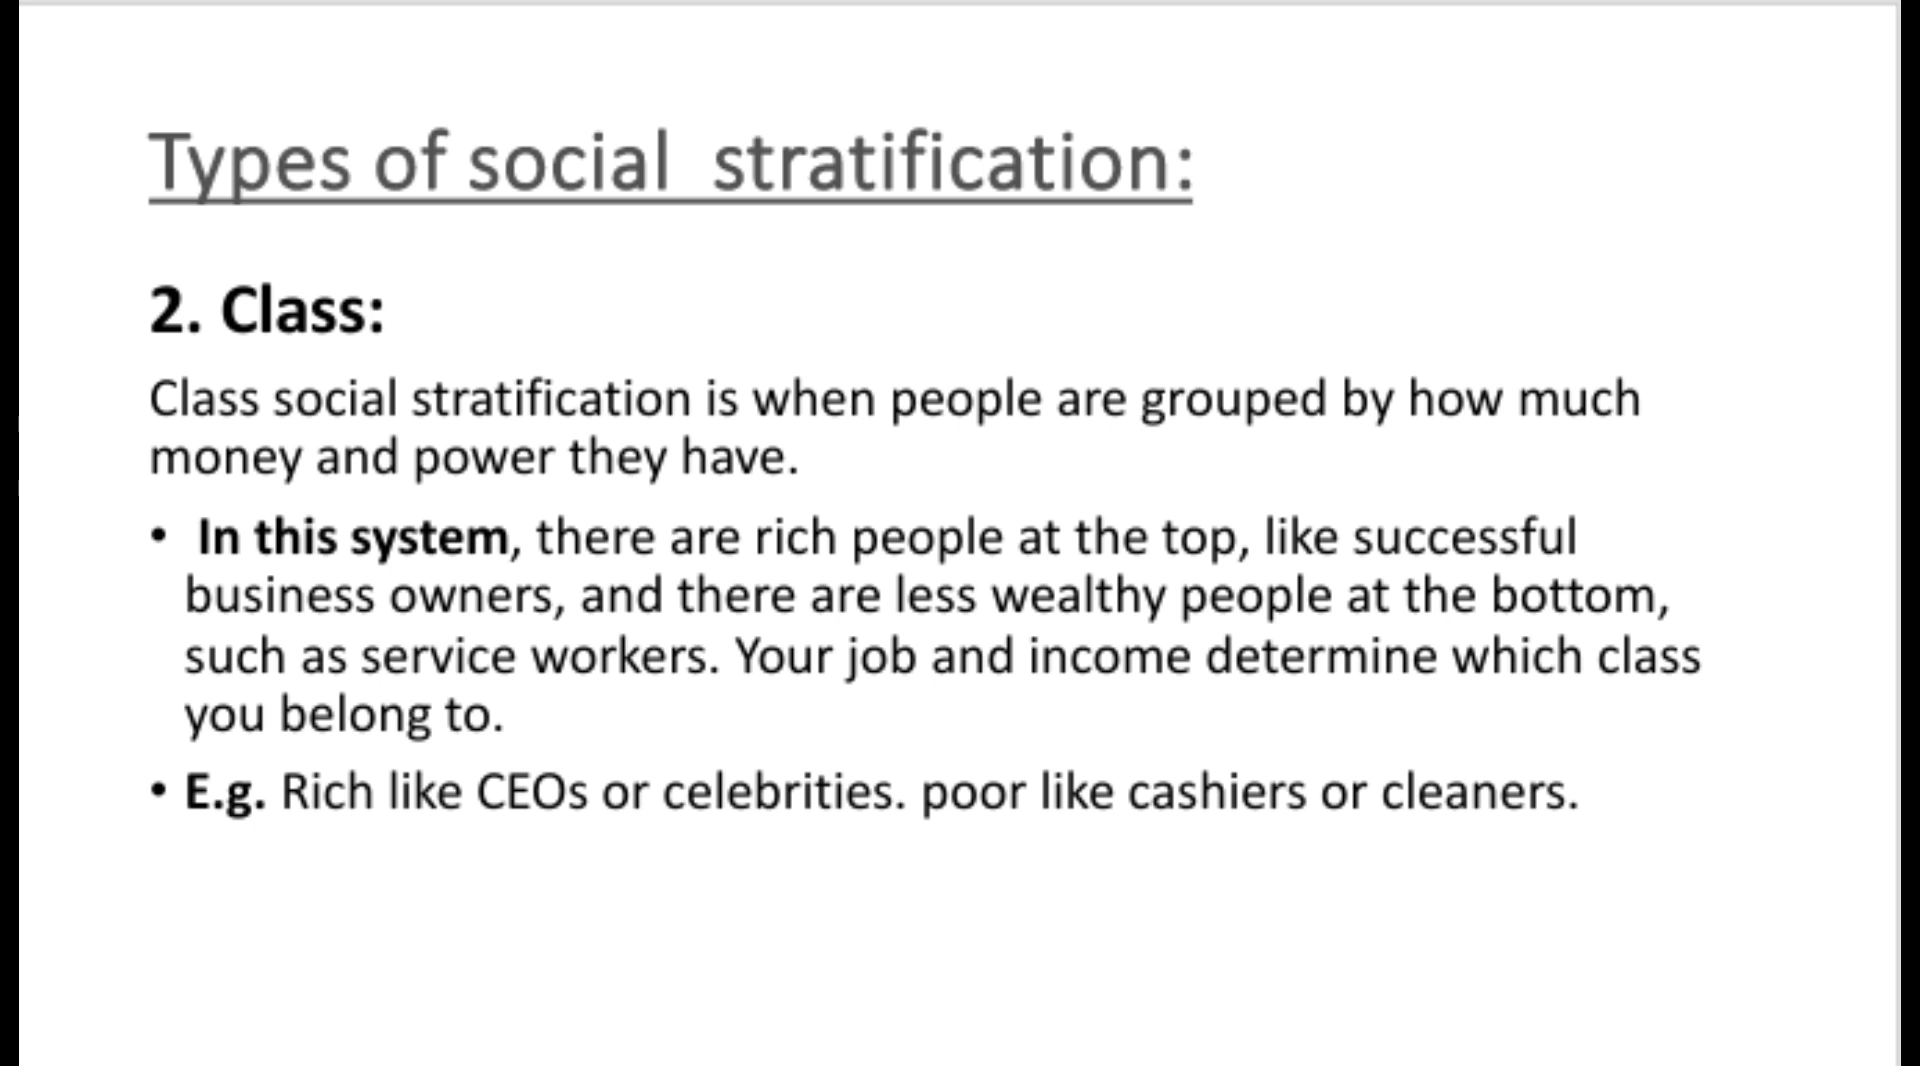 Types of social  stratification:
2. Class:
Class social stratification is when people are grouped by how much
money and power they have.
• In this system, there are rich people at the top, like successful
business owners, and there are less wealthy people at the bottom,
such as service workers. Your job and income determine which class
you belong to.
• E.g. Rich like CEOs or celebrities. poor like cashiers or cleaners.